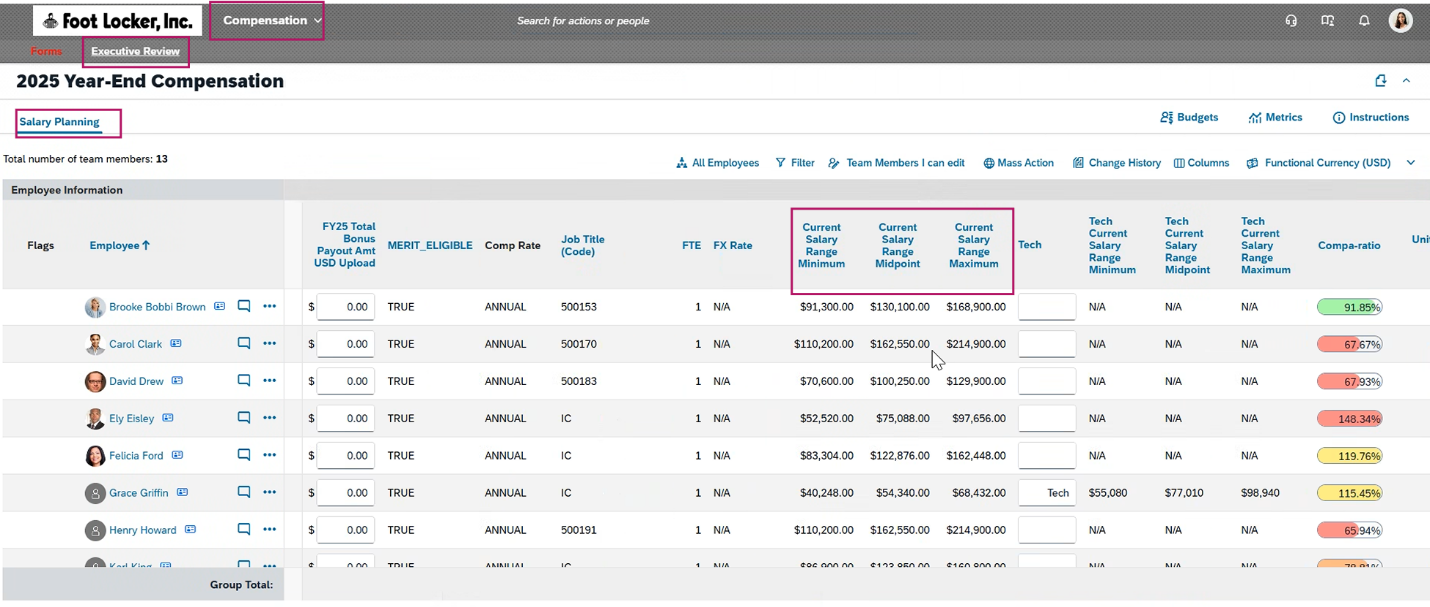 Foot Locker, Inc. Compensation Search for actions or people
Forms Executive Review
2025 Year-End Compensation
Salary Planning Budgets Metrics Instructions
Total number of team members: 13
All Employees Filter Team Members I can edit Mass Action Change History Columns Functional Currency (USD)
Employee Information
Flags Employee
FY25 Total
Bonus
Payout Amt
USD Upload
MERIT_ELIGIBLE
Comp Rate
Job Title
(Code)
FTE
FX Rate
Current
Salary
Range
Minimum
Current
Salary
Range
Midpoint
Current
Salary
Range
Maximum
Tech
Tech
Current
Salary
Range
Minimum
Tech
Current
Salary
Range
Midpoint
Tech
Current
Salary
Range
Maximum
Compa-ratio
Brooke Bobbi Brown $ 0.00 TRUE ANNUAL 500153 1 N/A $91,300.00 $130,100.00 $168,900.00 N/A N/A N/A 91.85%
Carol Clark $ 0.00 TRUE ANNUAL 500170 1 N/A $110,200.00 $162,550.00 $214,900.00 N/A N/A N/A 67.67%
David Drew $ 0.00 TRUE ANNUAL 500183 1 N/A $70,600.00 $100,250.00 $129,900.00 N/A N/A N/A 67.93%
Ely Eisley $ 0.00 TRUE ANNUAL IC 1 N/A $52,520.00 $75,088.00 $97,656.00 N/A N/A N/A 148.34%
Felicia Ford $ 0.00 TRUE ANNUAL IC 1 N/A $83,304.00 $122,876.00 $162,448.00 N/A N/A N/A 119.76%
Grace Griffin $ 0.00 TRUE ANNUAL IC 1 N/A $40,248.00 $54,340.00 $68,432.00 Tech $55,080 $77,010 $98,940 115.45%
Henry Howard $ 0.00 TRUE ANNUAL 500191 1 N/A $110,200.00 $162,550.00 $214,900.00 N/A N/A N/A 65.94%
Karl King $ 0.00 TRUE ANNUAL IC 1 N/A N/A N/A N/A
Group Total: